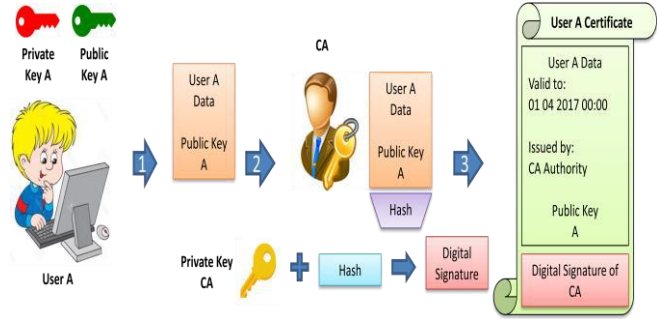 Private
Key A
Public
Key A
User A
1
User A
Data
Public Key
A
2
CA
User A
Data
Public Key
A
Hash
3
Private Key
CA
Hash
Digital
Signature
User A Certificate
User A Data
Valid to:
01 04 2017 00:00
Issued by:
CA Authority
Public Key
A
Digital Signature of
CA